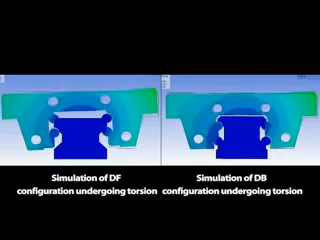 Simulation of DF
configuration undergoing torsion
Simulation of DB
configuration undergoing torsion